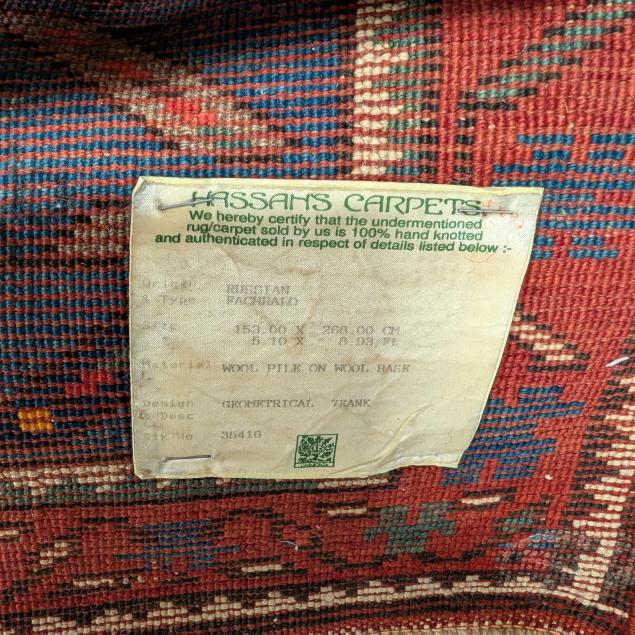 HASSAN'S CARPETS
We hereby certify that the undermentioned
rug/carpet sold by us is 100% hand knotted
and authenticated in respect of details listed below :-
Origin RUSSIAN
& Type FACHRALO
Size 153.00 X 268.00 CM
5.10 X 8.93 FL
Material WOOL PILE ON WOOL BASE
Design GEOMETRICAL
& Desc
Stk No 35416